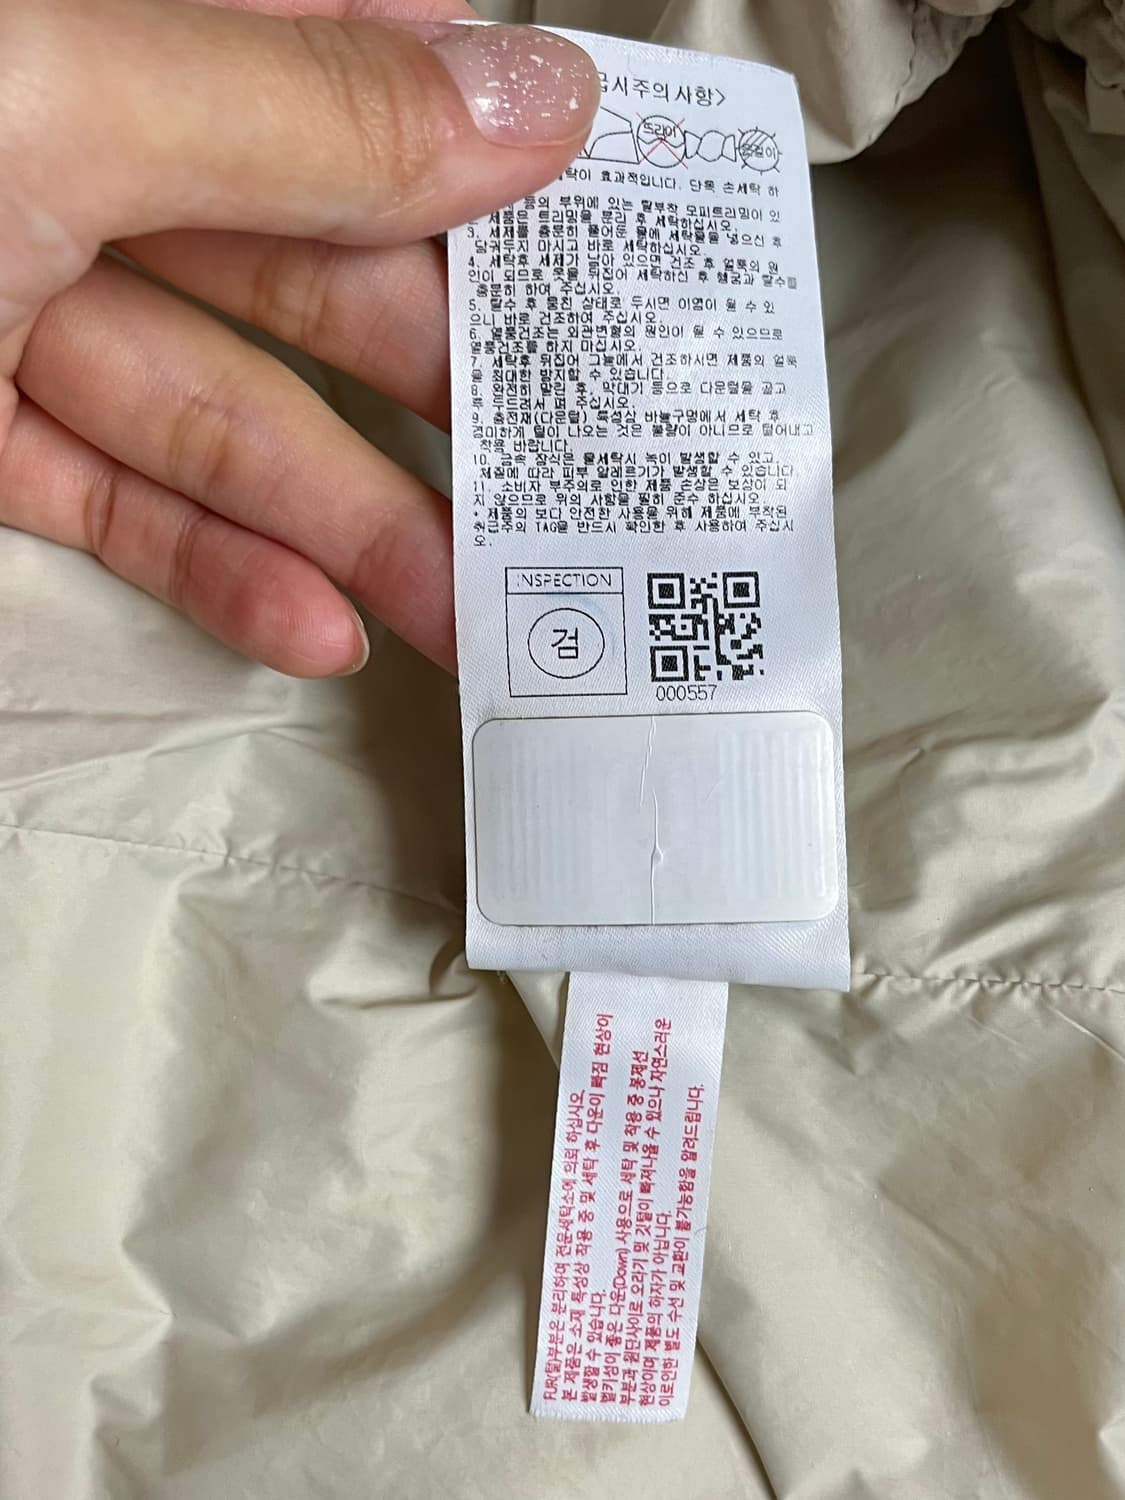 급시주의사항>
드라이
드라이
세탁이 효과적입니다. 단독 손세탁 하
등의 부위에 있는 탈부착 모피트리밍이 있
는 제품은 트리밍을 분리 후 세탁하십시오.
3. 세제를 충분히 풀어둔 물에 세탁물을 넣으신 후
담궈두지 마시고 바로 세탁하십시오.
4. 세탁후 세제가 남아 있으면 건조 후 얼룩의 원
인이 되므로 옷을 뒤집어 세탁하신 후 헹굼과 탈수를
충분히 하여 주십시오.
5. 탈수 후 뭉친 상태로 두시면 이염이 될 수 있
으니 바로 건조하여 주십시오.
6. 열풍건조는 외관변형의 원인이 될 수 있으므로
열풍건조를 하지 마십시오.
7. 세탁후 뒤집어 그늘에서 건조하시면 제품의 얼룩
을 최대한 방지할 수 있습니다.
8. 완전히 말린 후, 막대기 등으로 다운털을 골고
루 두드려서 펴 주십시오.
9. 충전재(다운털) 특성상 바늘구멍에서 세탁 후
경미하게 털이 나오는 것은 불량이 아니므로 털어내고
착용 바랍니다.
10. 금속 장식은 물세탁시 녹이 발생할 수 있고,
체질에 따라 피부 알레르기가 발생할 수 있습니다.
11. 소비자 부주의로 인한 제품 손상은 보상이 되
지 않으므로 위의 사항을 필히 준수 하십시오.
* 제품의 보다 안전한 사용을 위해 제품에 부착된
취급주의 TAG를 반드시 확인한 후 사용하여 주십시
오.
INSPECTION
검
000557
FUR(털)부분은 분리하여 전문세탁소에 의뢰 하십시오.
본 제품은 소재 특성상 착용 중 및 세탁 후 다운이 빠짐 현상이
발생할 수 있습니다.
필키성이 좋은 다운(Down) 사용으로 세탁 및 착용 중 봉제선
부분과 원단사이로 오라기 및 깃털이 빠져나올 수 있으나 자연스러운
현상이며 제품의 하자가 아닙니다.
이로인한 별도 수선 및 교환이 불가능함을 알려드립니다.